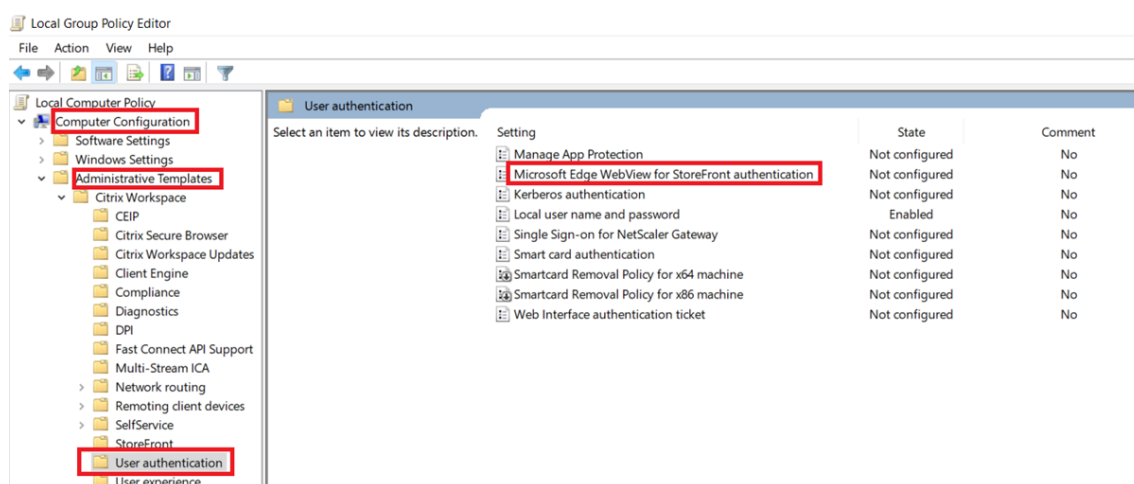 Local Group Policy Editor
File Action View Help
Local Computer Policy
Computer Configuration
Software Settings
Windows Settings
Administrative Templates
Citrix Workspace
CEIP
Citrix Secure Browser
Citrix Workspace Updates
Client Engine
Compliance
Diagnostics
DPI
Fast Connect API Support
Multi-Stream ICA
Network routing
Remoting client devices
SelfService
StoreFront
User authentication
User experience
User authentication
Select an item to view its description.
Setting State Comment
Manage App Protection Not configured No
Microsoft Edge WebView for StoreFront authentication Not configured No
Kerberos authentication Not configured No
Local user name and password Enabled No
Single Sign-on for NetScaler Gateway Not configured No
Smart card authentication Not configured No
Smartcard Removal Policy for x64 machine Not configured No
Smartcard Removal Policy for x86 machine Not configured No
Web Interface authentication ticket Not configured No